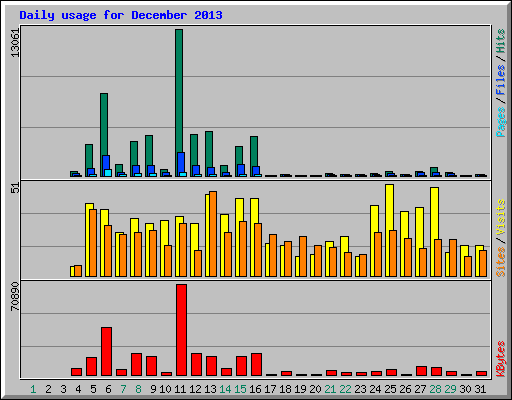 Daily usage for December 2013
13061
51
70890
Pages / Files / Hits
Sites / Visits
KBytes
1 2 3 4 5 6 7 8 9 10 11 12 13 14 15 16 17 18 19 20 21 22 23 24 25 26 27 28 29 30 31